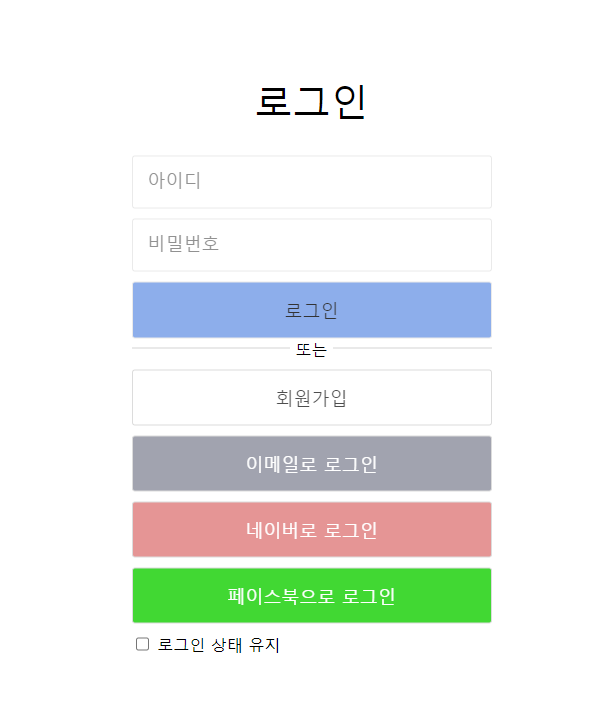 로그인
아이디
비밀번호
로그인
또는
회원가입
이메일로 로그인
네이버로 로그인
페이스북으로 로그인
로그인 상태 유지